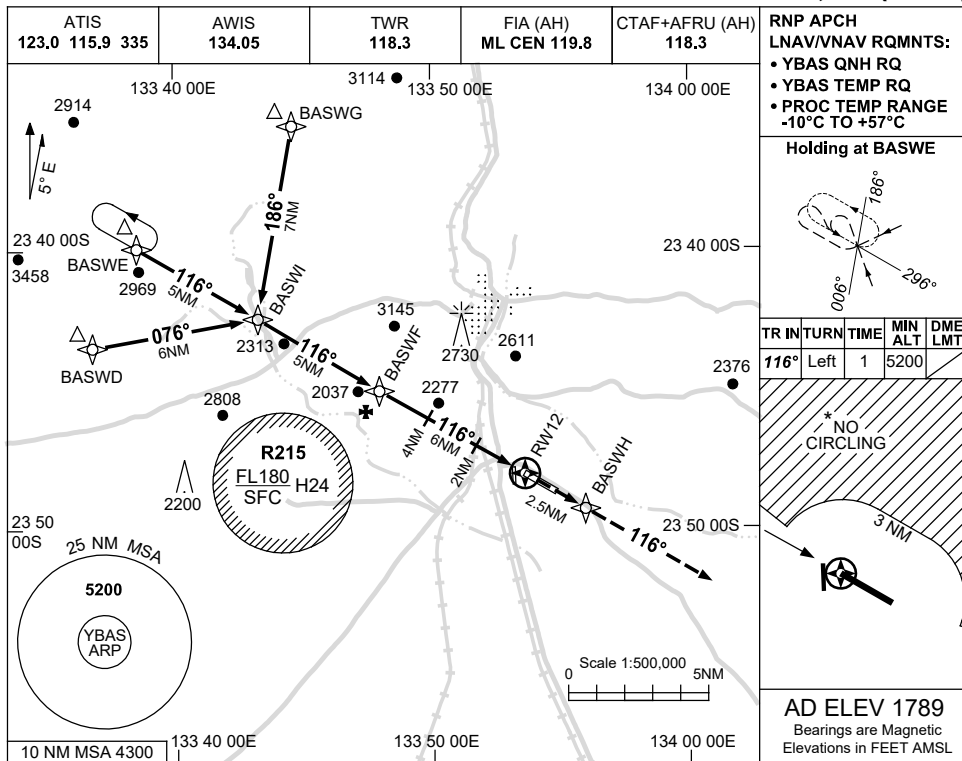 ATIS
123.0 115.9 335
AWIS
134.05
TWR
118.3
FIA (AH)
ML CEN 119.8
CTAF+AFRU (AH)
118.3
RNP APCH
LNAV/VNAV RQMNTS:
• YBAS QNH RQ
• YBAS TEMP RQ
• PROC TEMP RANGE
-10°C TO +57°C
133 40 00E
3114
133 50 00E
134 00 00E
2914
BASWG
5° E
186°
7NM
23 40 00S
23 40 00S
3458
BASWE
2969
116°
5NM
BASWI
076°
6NM
BASWD
2313
116°
5NM
3145
BASWF
2730
2611
2376
2037
2277
2808
4NM
116°
6NM
2NM
RW12
BASWH
2.5NM
116°
R215
FL180
SFC
H24
2200
23 50
00S
23 50 00S
25 NM MSA
5200
YBAS
ARP
Scale 1:500,000
0
5NM
10 NM MSA 4300
133 40 00E
133 50 00E
134 00 00E
Holding at BASWE
186°
296°
006°
TR IN TURN TIME MIN ALT DME LMT
116° Left 1 5200
*NO
CIRCLING
3 NM
AD ELEV 1789
Bearings are Magnetic
Elevations in FEET AMSL